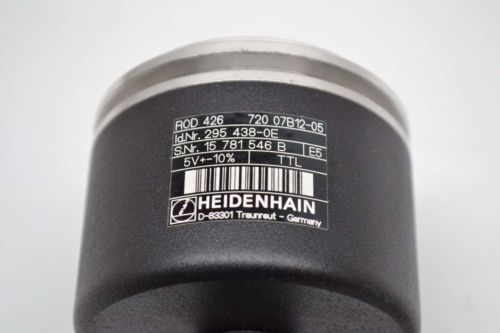 ROD 426 720 07B12-05
Id.Nr. 295 438-0E
S.Nr. 15 781 546 B E5
5V+-10% TTL
HEIDENHAIN
D-83301 Traunreut - Germany